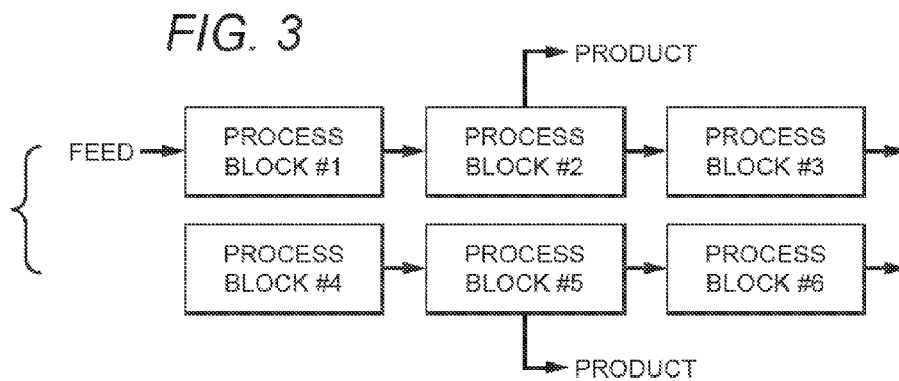 FIG. 3
PRODUCT
FEED
PROCESS
BLOCK #1
PROCESS
BLOCK #2
PROCESS
BLOCK #3
PROCESS
BLOCK #4
PROCESS
BLOCK #5
PROCESS
BLOCK #6
PRODUCT